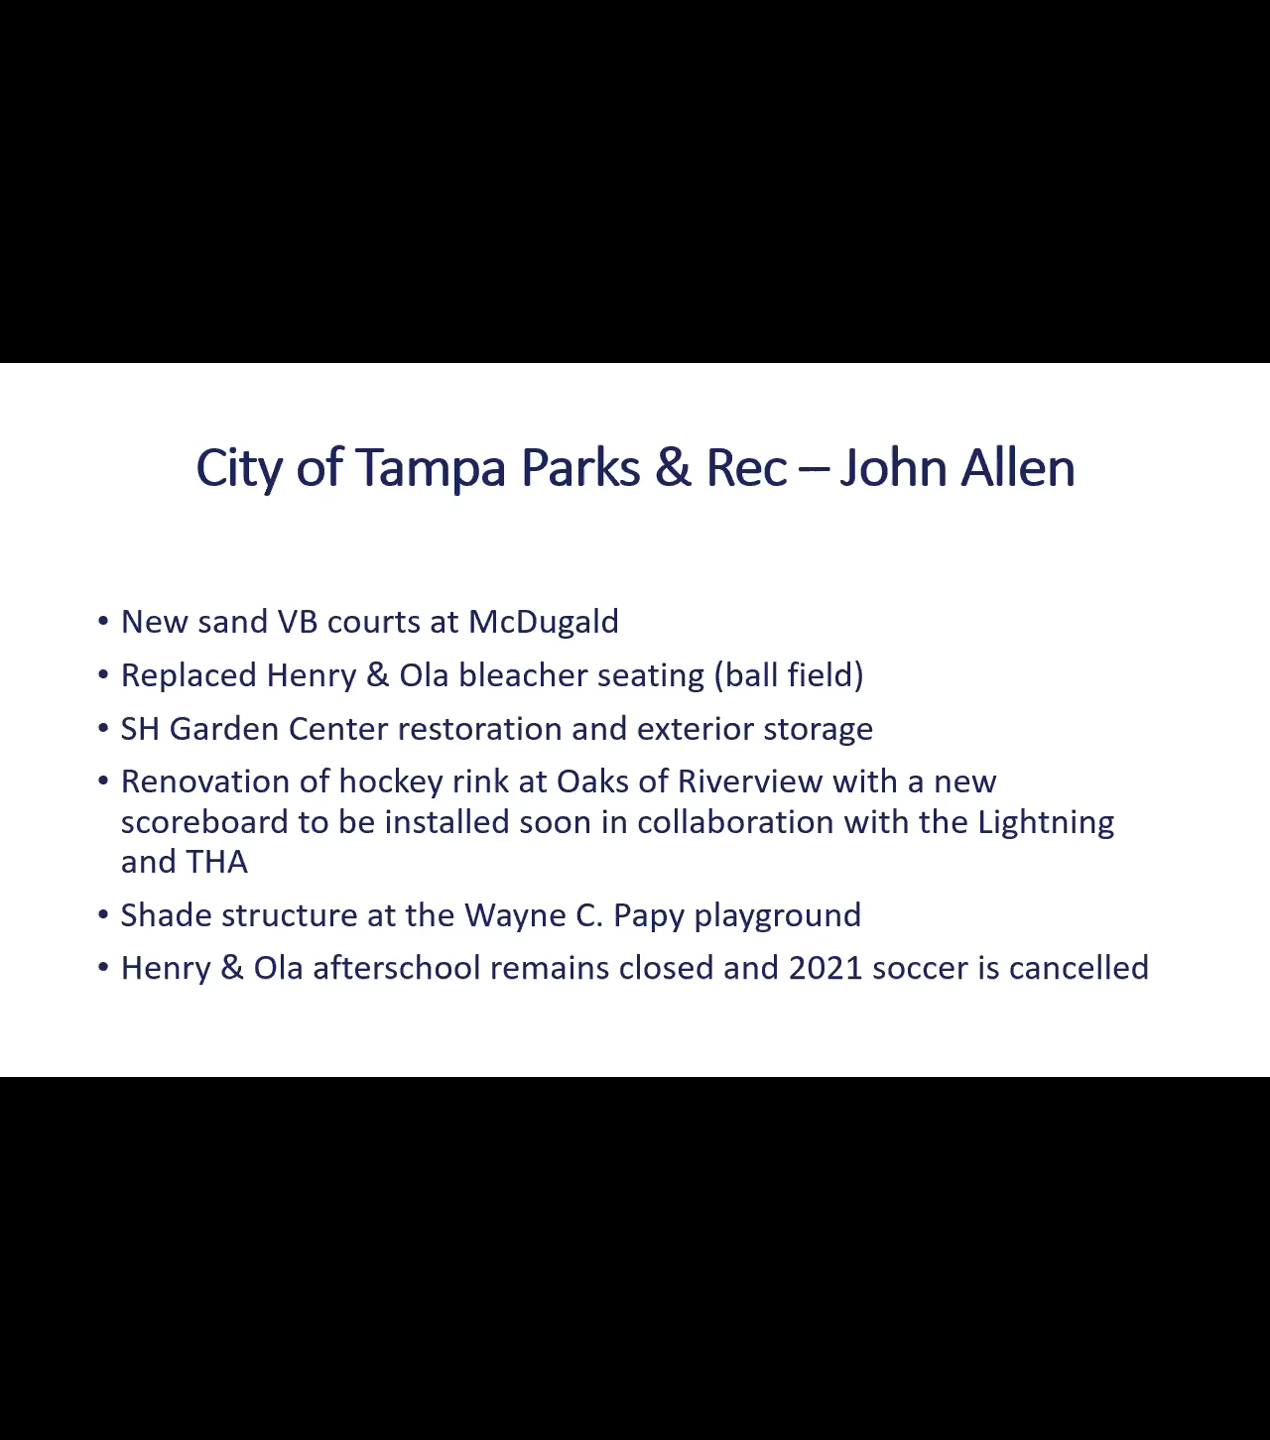 City of Tampa Parks & Rec – John Allen
• New sand VB courts at McDugald
• Replaced Henry & Ola bleacher seating (ball field)
• SH Garden Center restoration and exterior storage
• Renovation of hockey rink at Oaks of Riverview with a new
scoreboard to be installed soon in collaboration with the Lightning
and THA
• Shade structure at the Wayne C. Papy playground
• Henry & Ola afterschool remains closed and 2021 soccer is cancelled